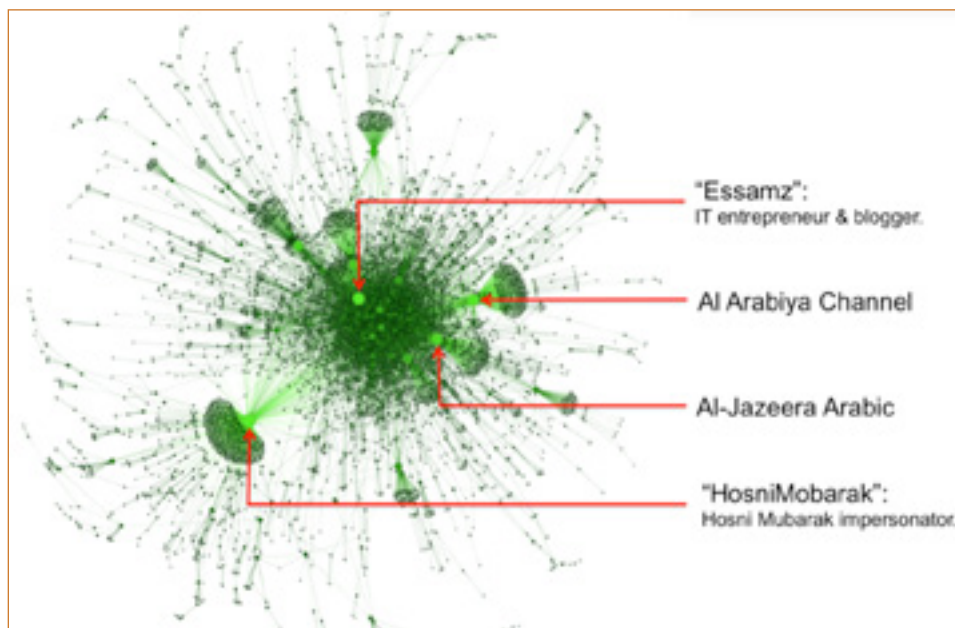 “Essamz”:
IT entrepreneur & blogger.
Al Arabiya Channel
Al-Jazeera Arabic
“HosniMobarak”:
Hosni Mubarak impersonator.